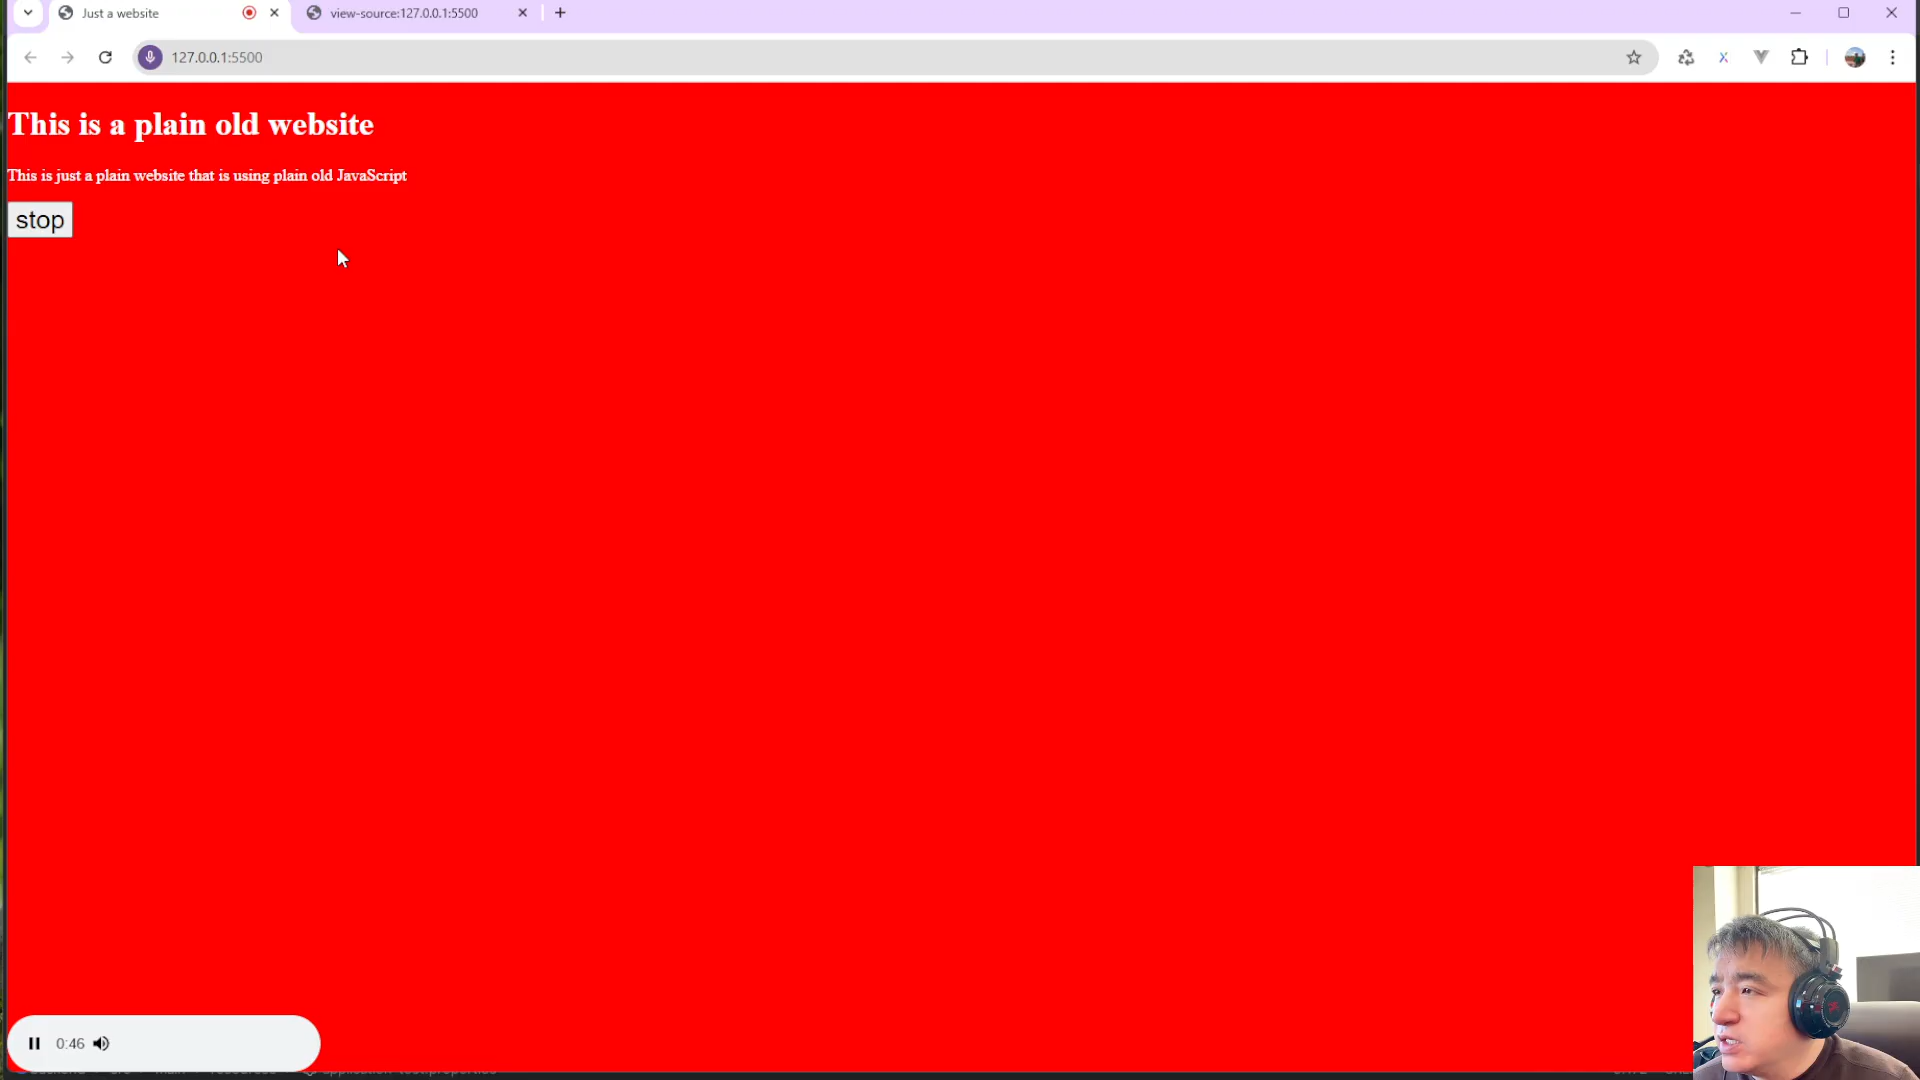 Just a website
view-source:127.0.0.1:5500
127.0.0.1:5500
This is a plain old website
This is just a plain website that is using plain old JavaScript
stop
0:46